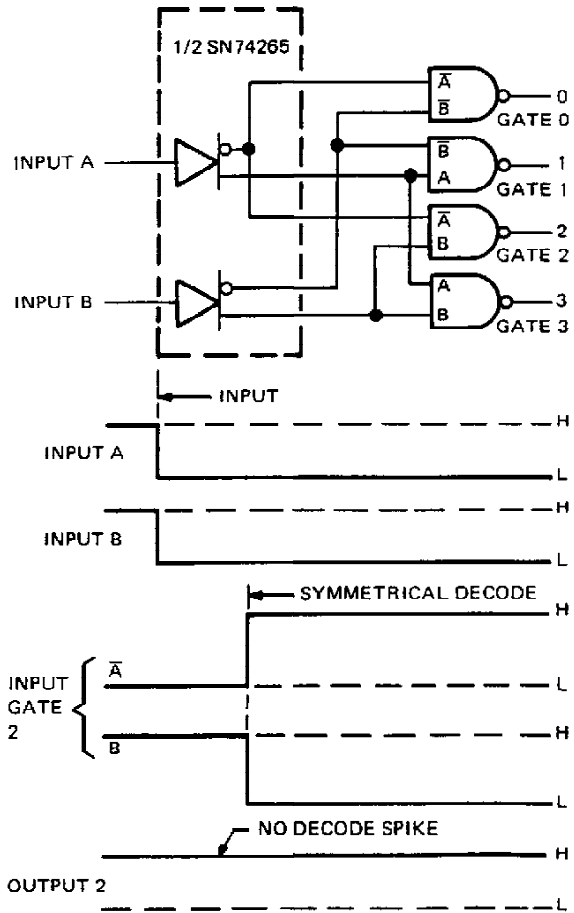 1/2 SN74265
INPUT A
INPUT B
A̅
B̅
0
GATE 0
B̅
A
1
GATE 1
A̅
B
2
GATE 2
A
B
3
GATE 3
INPUT
INPUT A
H
L
INPUT B
H
L
SYMMETRICAL DECODE
INPUT
GATE
2
A̅
H
L
B
H
L
NO DECODE SPIKE
OUTPUT 2
H
L